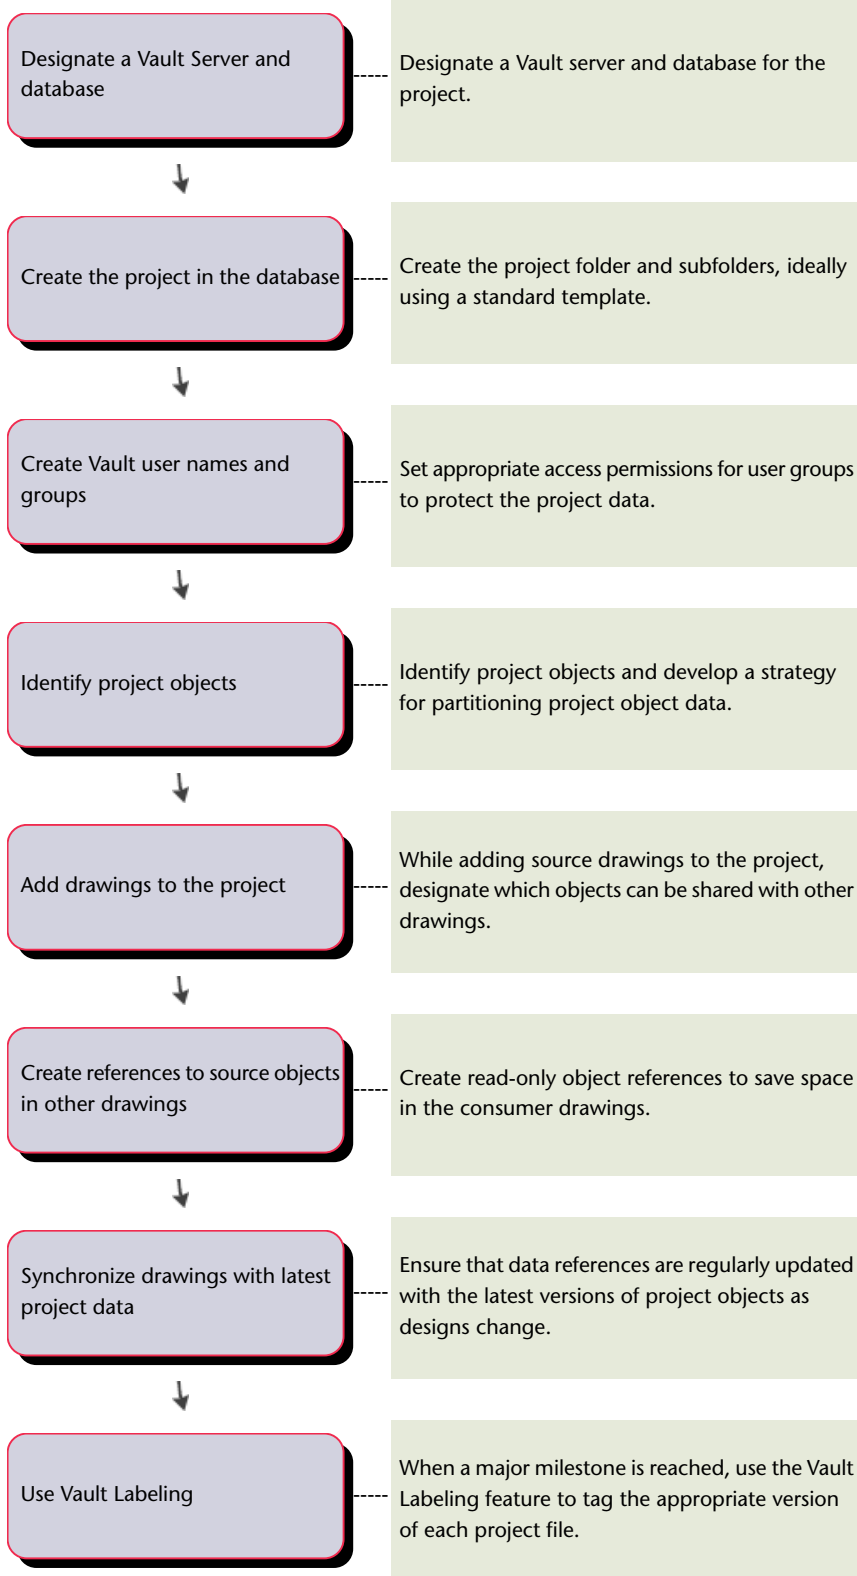 Designate a Vault Server and
database
Designate a Vault server and database for the
project.
Create the project in the database
Create the project folder and subfolders, ideally
using a standard template.
Create Vault user names and
groups
Set appropriate access permissions for user groups
to protect the project data.
Identify project objects
Identify project objects and develop a strategy
for partitioning project object data.
Add drawings to the project
While adding source drawings to the project,
designate which objects can be shared with other
drawings.
Create references to source objects
in other drawings
Create read-only object references to save space
in the consumer drawings.
Synchronize drawings with latest
project data
Ensure that data references are regularly updated
with the latest versions of project objects as
designs change.
Use Vault Labeling
When a major milestone is reached, use the Vault
Labeling feature to tag the appropriate version
of each project file.